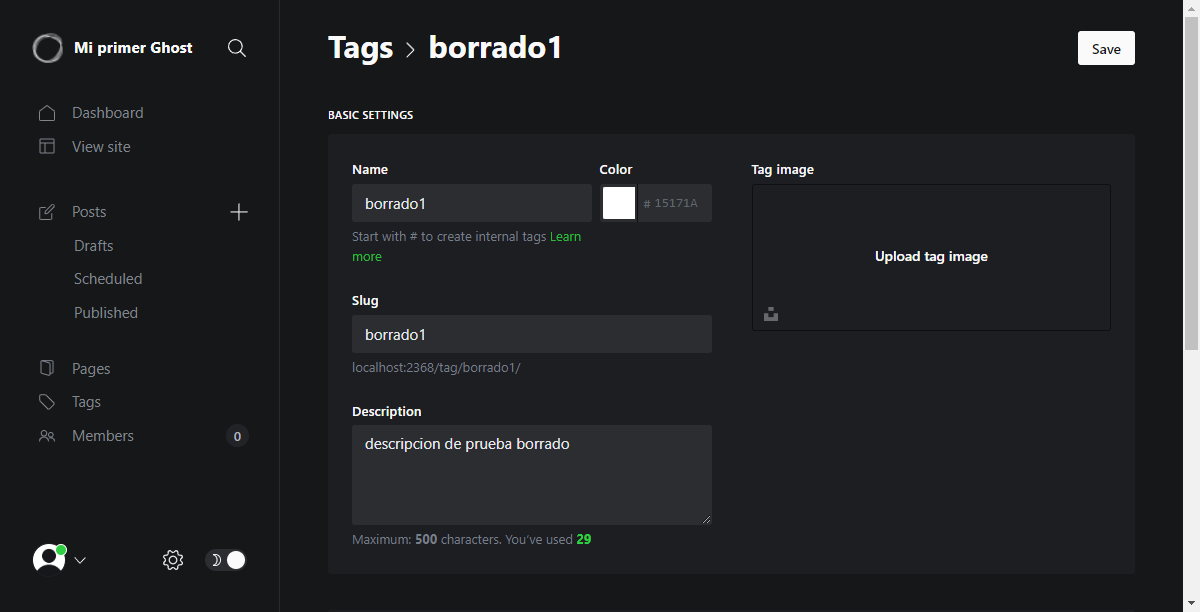 Mi primer Ghost
Dashboard
View site
Posts
Drafts
Scheduled
Published
Pages
Tags
Members 0
Tags > borrado1
Save
BASIC SETTINGS
Name
borrado1
Start with # to create internal tags Learn
more
Color
# 15171A
Slug
borrado1
localhost:2368/tag/borrado1/
Description
descripcion de prueba borrado
Maximum: 500 characters. You've used 29
Tag image
Upload tag image